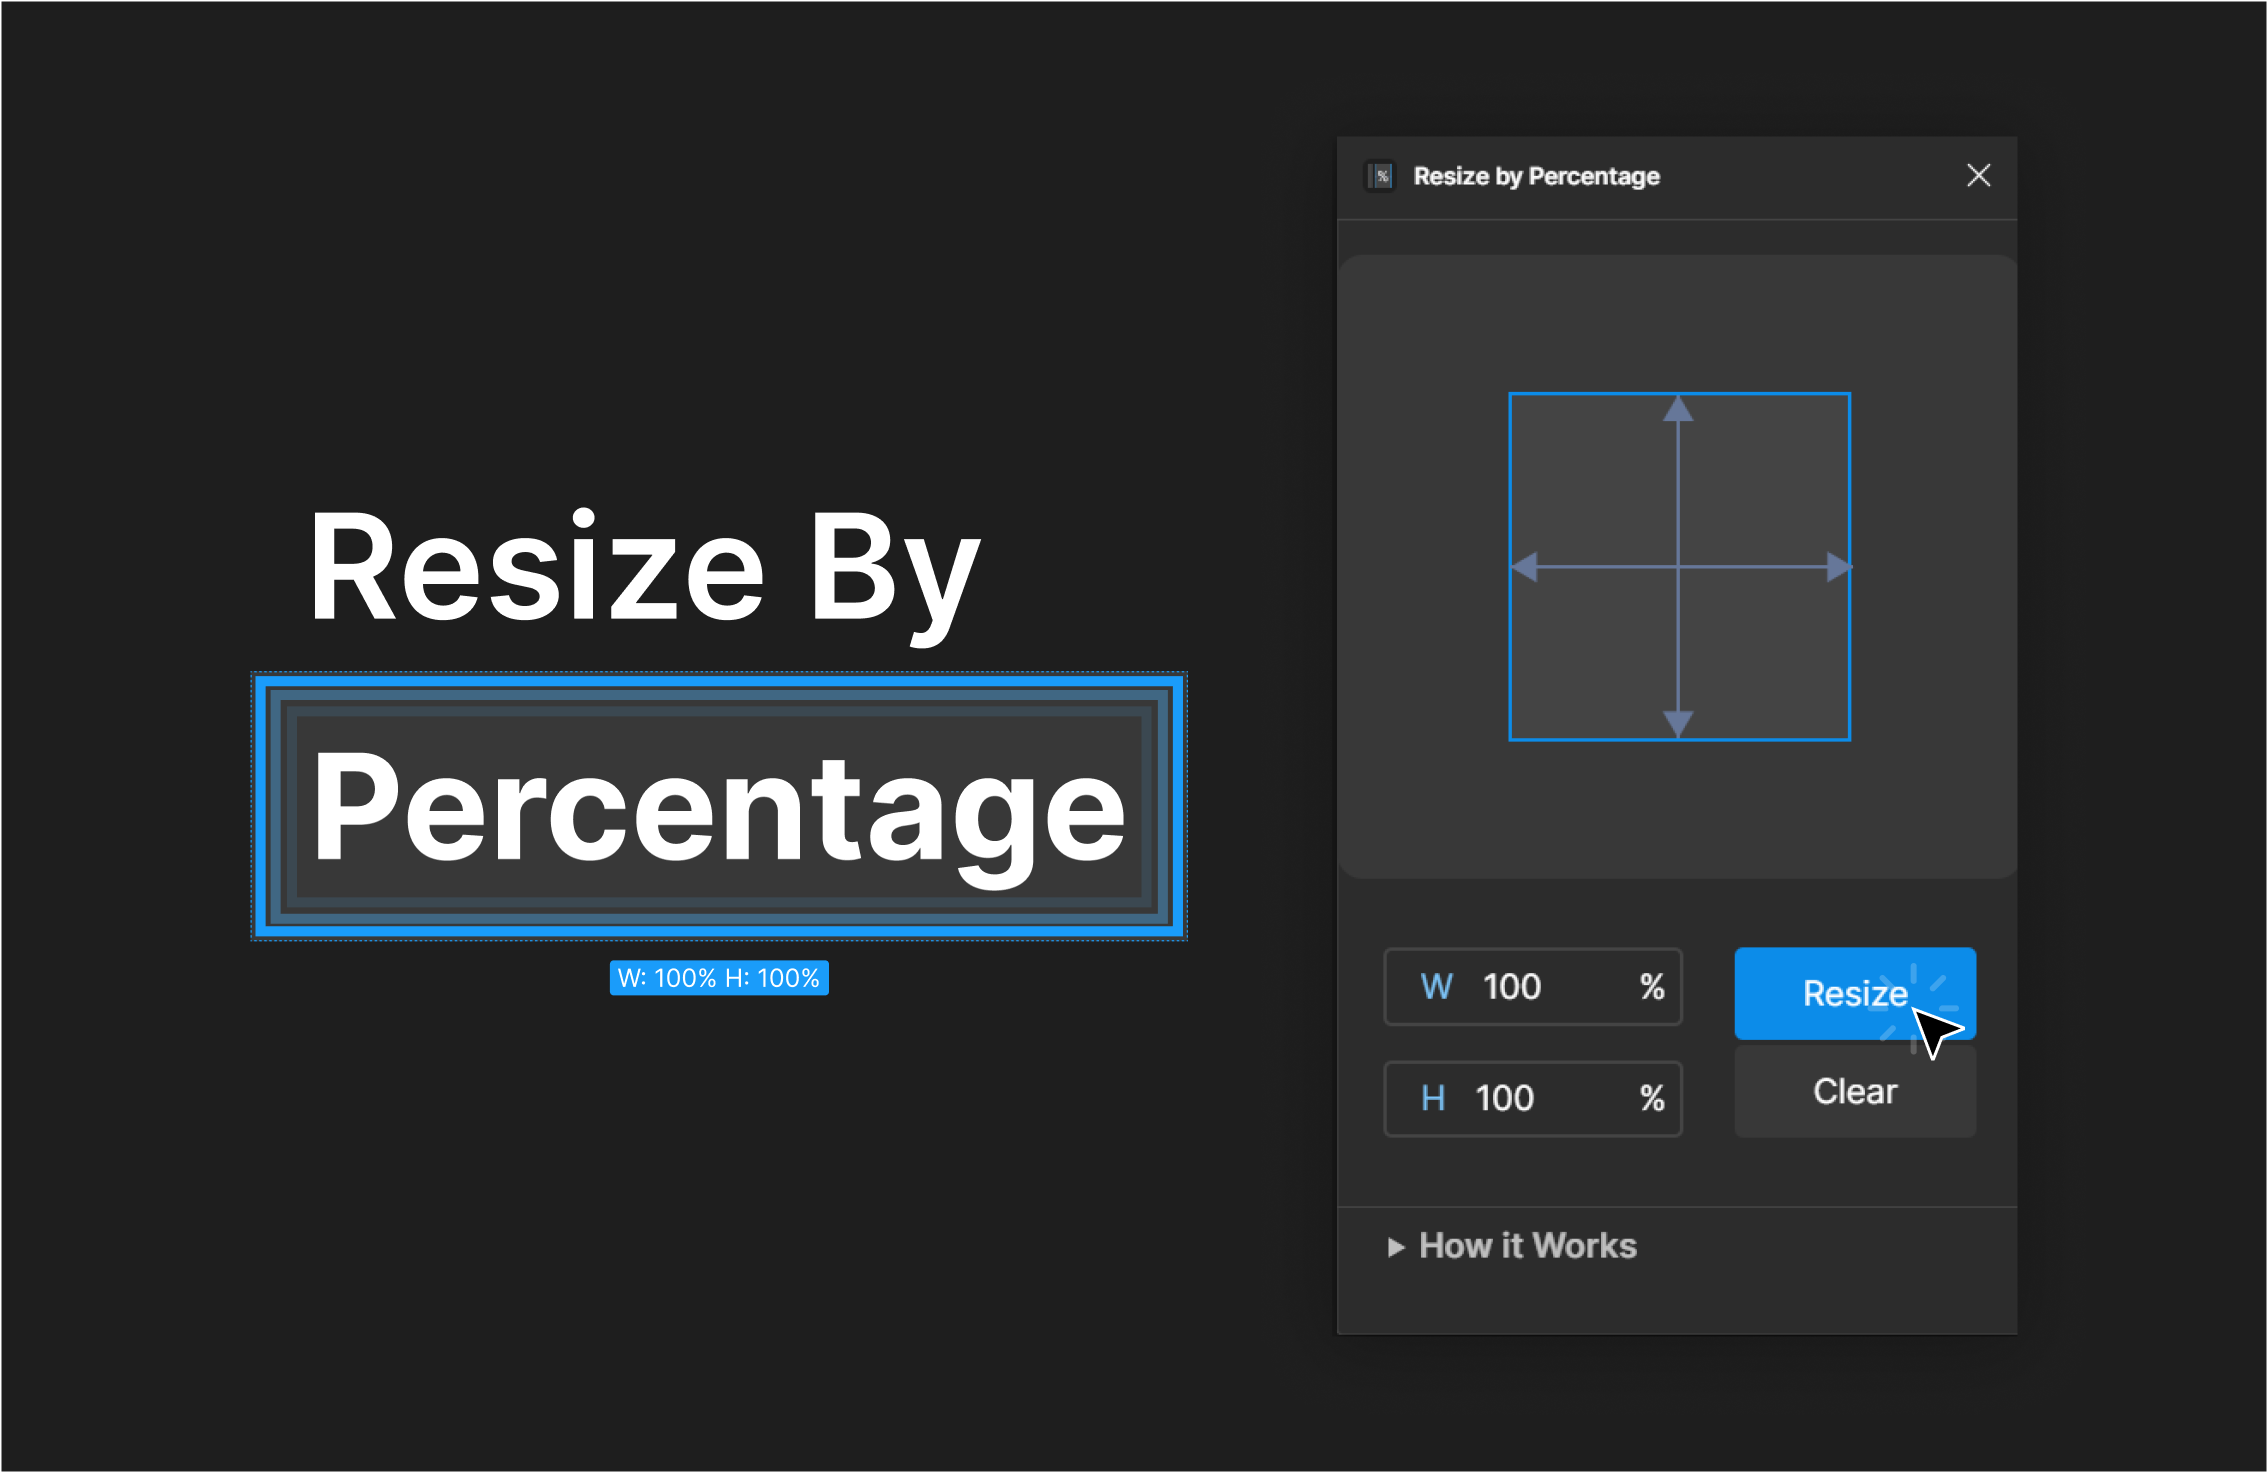 Resize By
Percentage
W: 100% H: 100%
% Resize by Percentage
W 100 %
Resize
H 100 %
Clear
How it Works